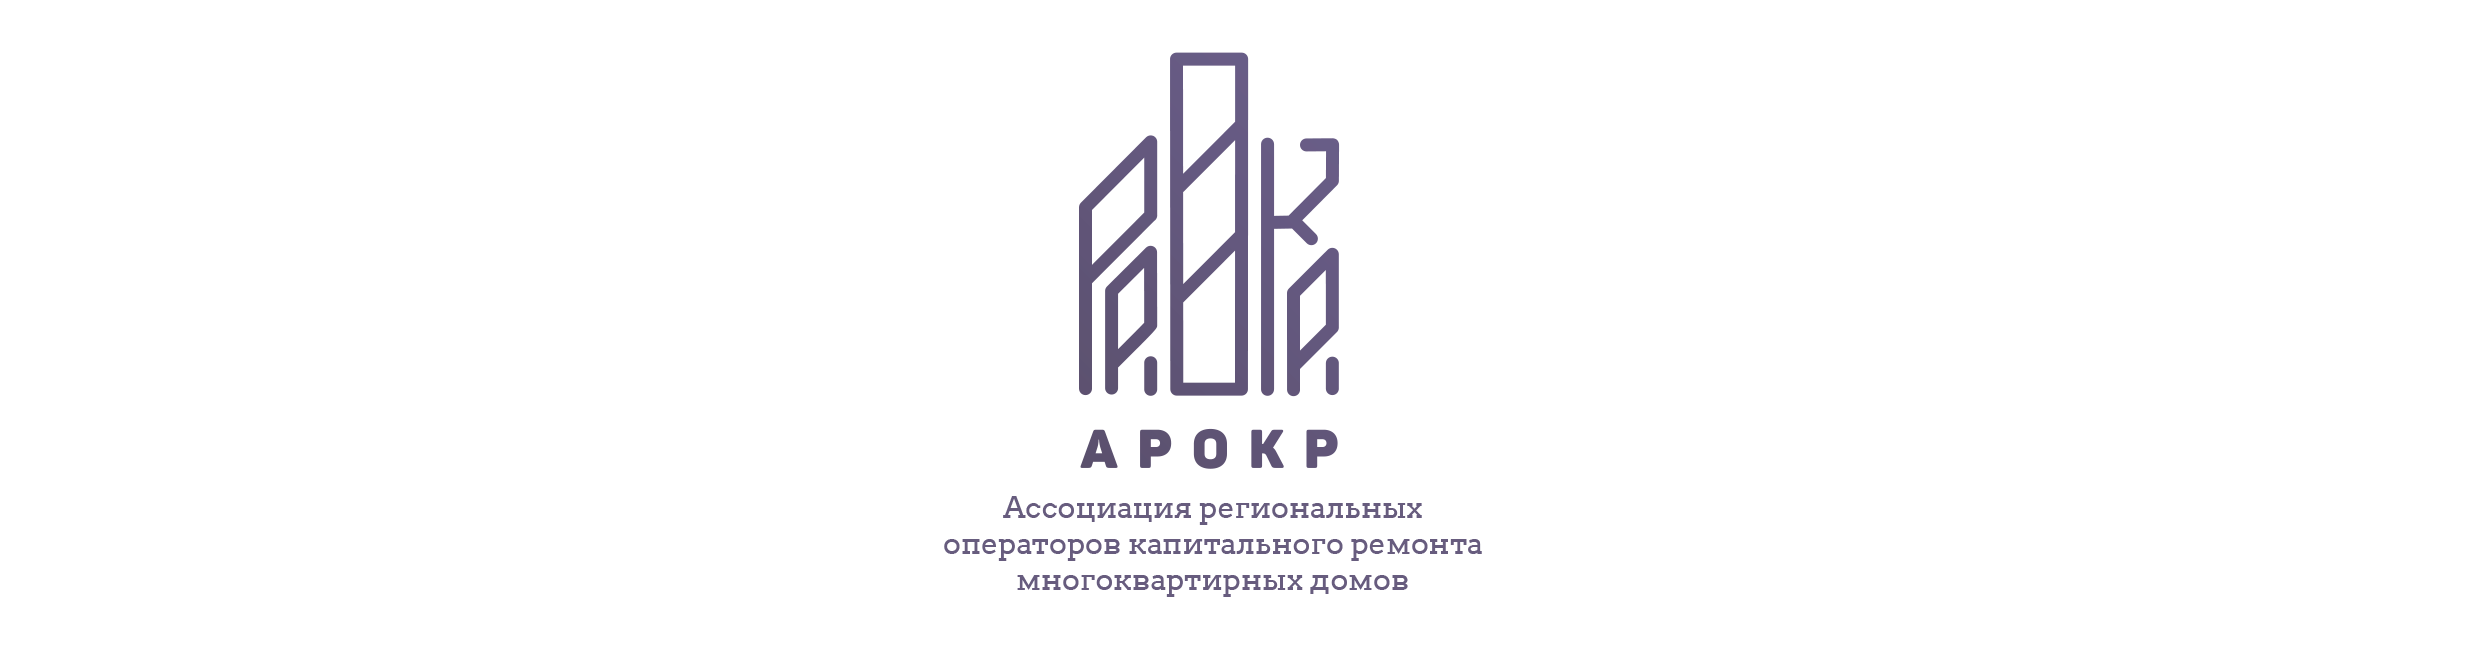 АРОКР
Ассоциация региональных
операторов капитального ремонта
многоквартирных домов